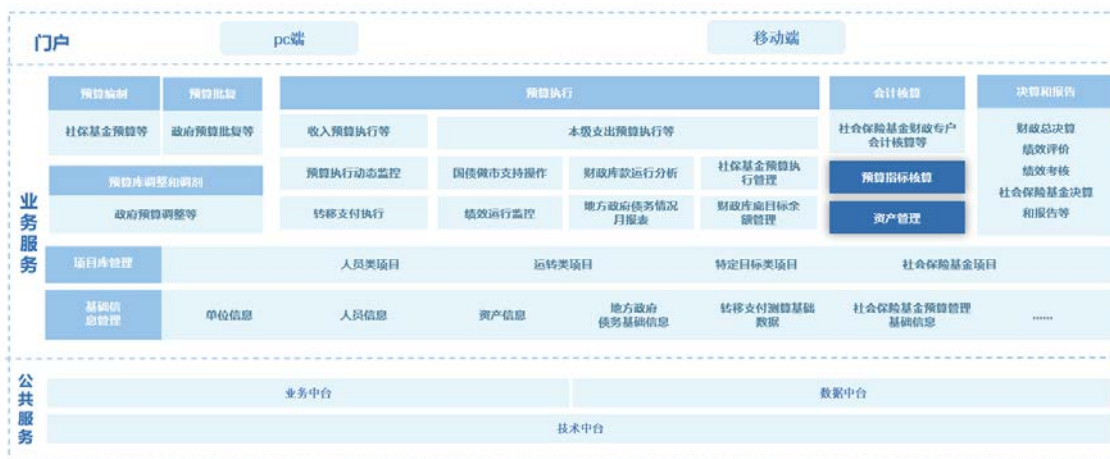 门户
pc端
移动端
业务服务
预算编制
预算批复
预算执行
会计核算
决算和报告
社保基金预算等
政府预算批复等
收入预算执行等
本级支出预算执行等
社会保险基金财政专户
会计核算等
财政总决算
绩效评价
绩效考核
社会保险基金决算
和报告等
预算库调整和调剂
政府预算调整等
预算执行动态监控
国债做市支持操作
财政库款运行分析
社保基金预算执
行管理
预算指标核算
转移支付执行
绩效运行监控
地方政府债务情况
月报表
财政库底目标余
额管理
资产管理
项目库管理
人员类项目
运转类项目
特定目标类项目
社会保险基金项目
基础信
息管理
单位信息
人员信息
资产信息
地方政府
债务基础信息
转移支付测算基础
数据
社会保险基金预算管理
基础信息
......
公共服务
业务中台
数据中台
技术中台